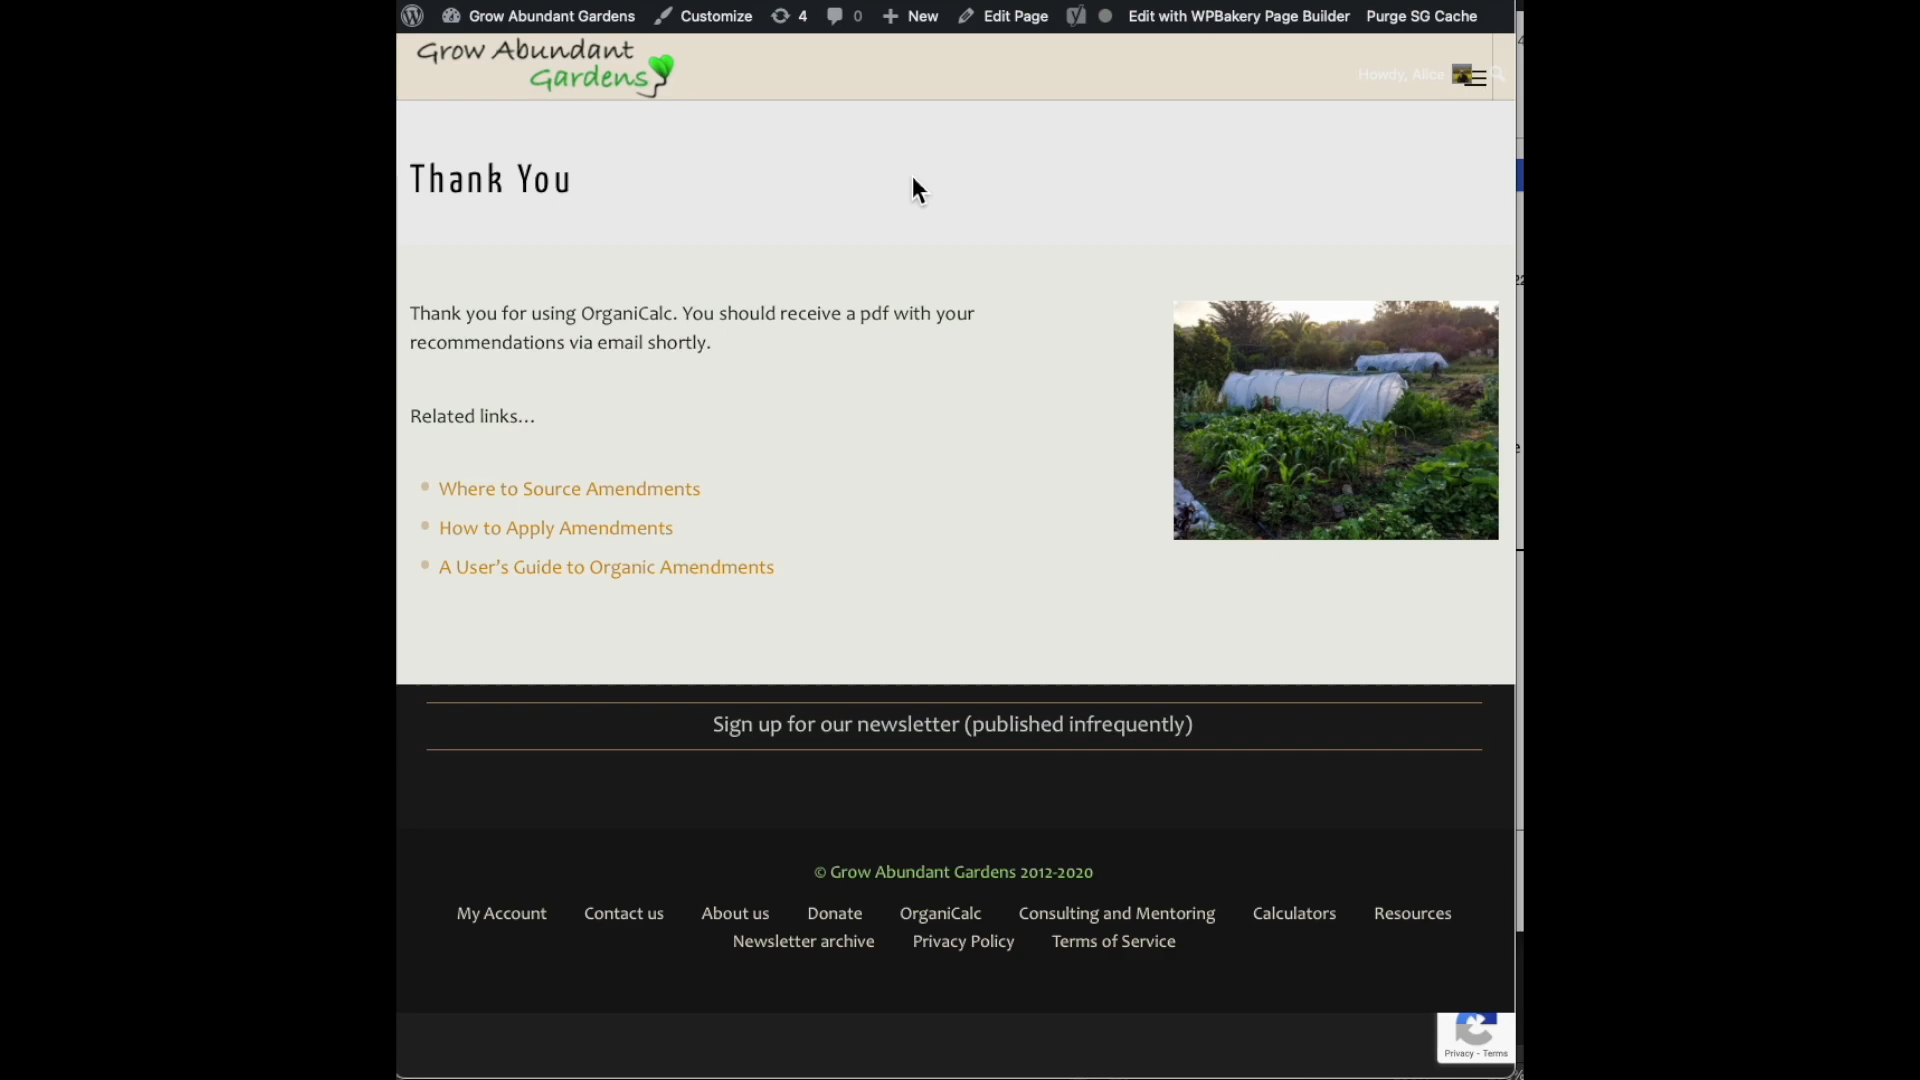 Grow Abundant Gardens Customize 4 0 New Edit Page Edit with WPBakery Page Builder Purge SG Cache
Grow Abundant
Gardens
Howdy, Alice
Thank You
Thank you for using OrganiCalc. You should receive a pdf with your
recommendations via email shortly.
Related links…
Where to Source Amendments
How to Apply Amendments
A User’s Guide to Organic Amendments
Sign up for our newsletter (published infrequently)
© Grow Abundant Gardens 2012-2020
My Account Contact us About us Donate OrganiCalc Consulting and Mentoring Calculators Resources
Newsletter archive Privacy Policy Terms of Service
Privacy - Terms